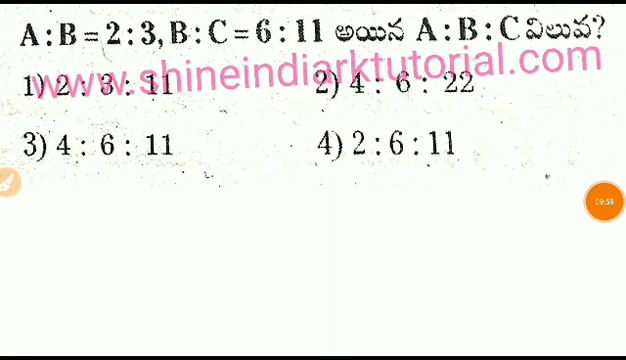 A : B = 2 : 3, B : C = 6 : 11 అయిన A : B : C విలువ?
www.shineindiarktutorial.com
1) 2 : 3 : 11 2) 4 : 6 : 22
3) 4 : 6 : 11 4) 2 : 6 : 11
09:59